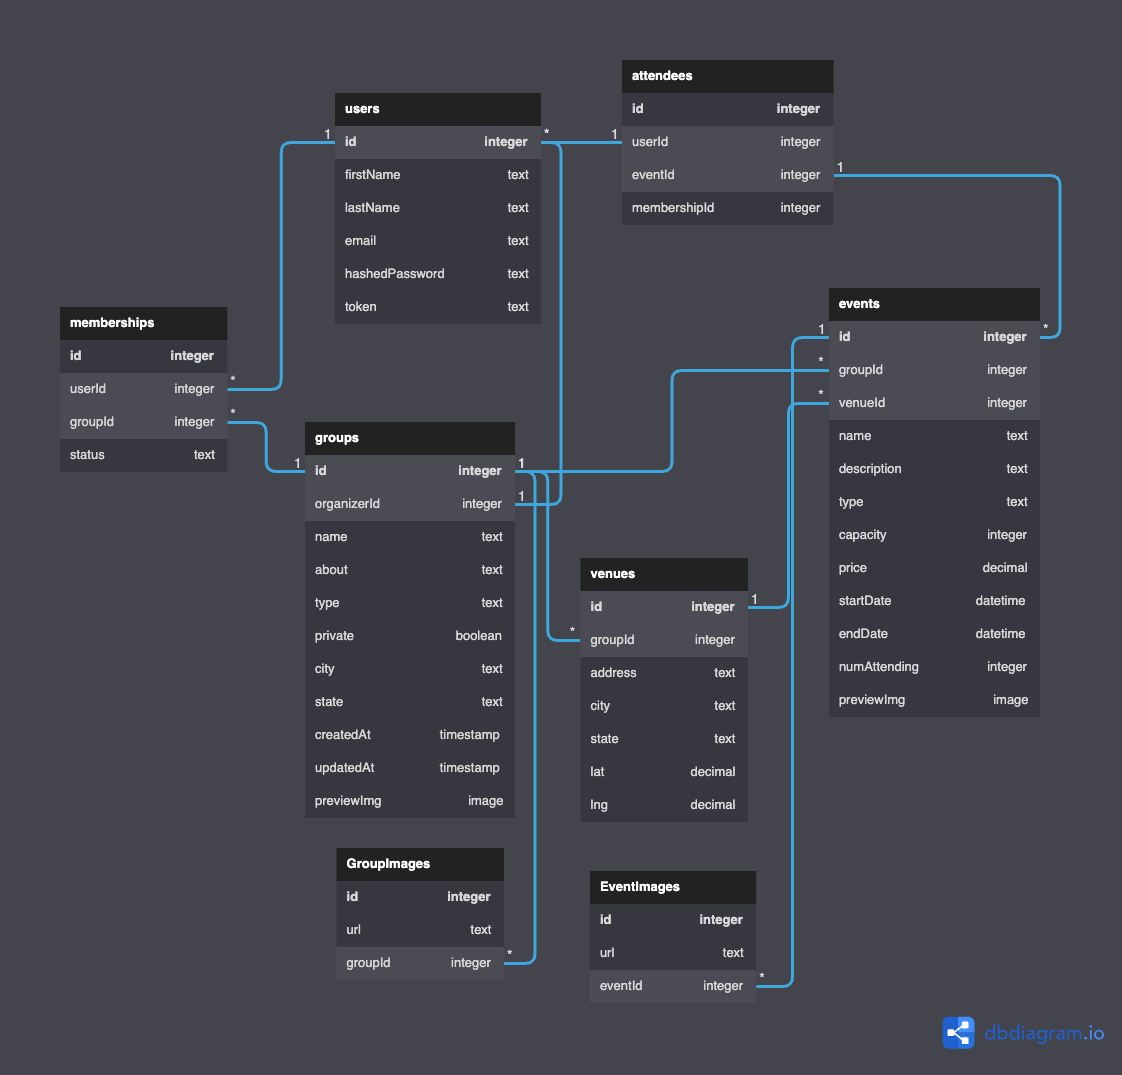 users
1 id integer *
firstName text
lastName text
email text
hashedPassword text
token text
attendees
id integer
1 userId integer
eventId integer 1
membershipId integer
memberships
id integer
userId integer *
groupId integer *
status text
events
1 id integer *
* groupId integer
* venueId integer
name text
description text
type text
capacity integer
price decimal
startDate datetime
endDate datetime
numAttending integer
previewImg image
groups
1 id integer 1
organizerId integer 1
name text
about text
type text
private boolean
city text
state text
createdAt timestamp
updatedAt timestamp
previewImg image
venues
id integer 1
* groupId integer
address text
city text
state text
lat decimal
lng decimal
GroupImages
id integer
url text
groupId integer *
EventImages
id integer
url text
eventId integer *
dbdiagram.io